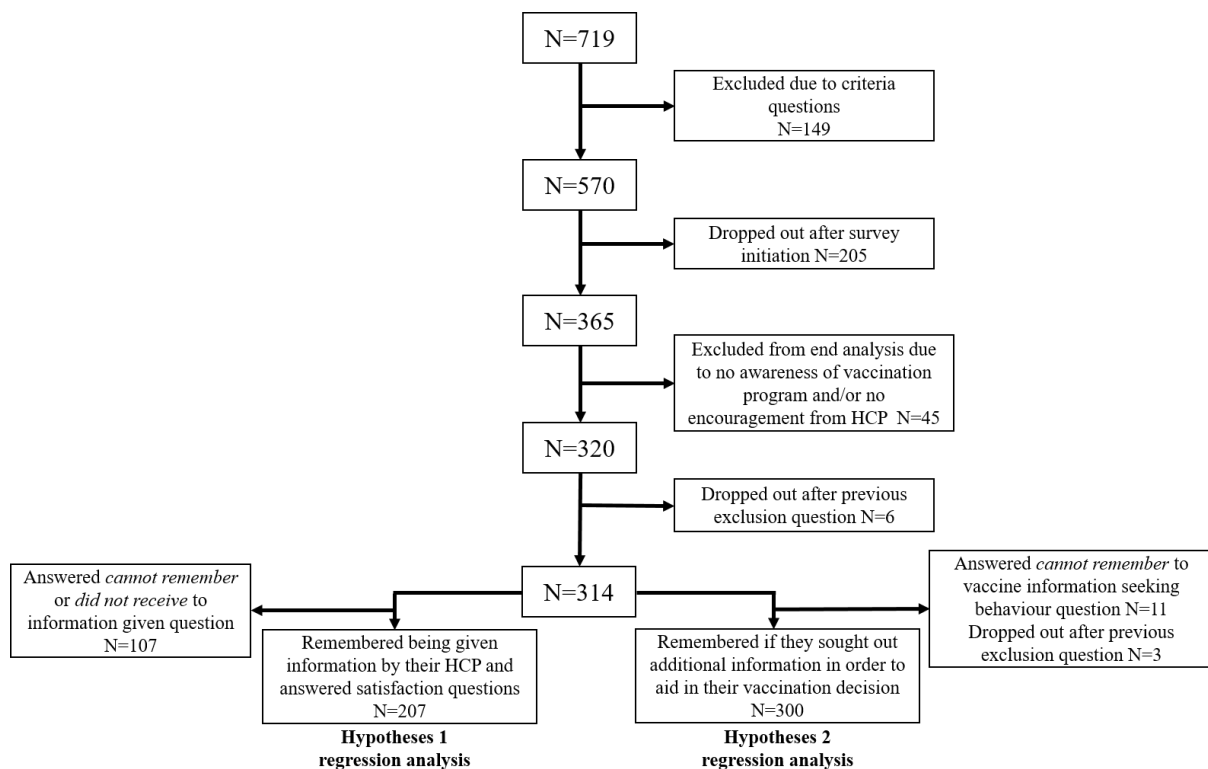 N=719
Excluded due to criteria
questions
N=149
N=570
Dropped out after survey
initiation N=205
N=365
Excluded from end analysis due
to no awareness of vaccination
program and/or no
encouragement from HCP N=45
N=320
Dropped out after previous
exclusion question N=6
N=314
Answered cannot remember
or did not receive to
information given question
N=107
Remembered being given
information by their HCP and
answered satisfaction questions
N=207
Hypotheses 1
regression analysis
Remembered if they sought out
additional information in order to
aid in their vaccination decision
N=300
Hypotheses 2
regression analysis
Answered cannot remember to
vaccine information seeking
behaviour question N=11
Dropped out after previous
exclusion question N=3